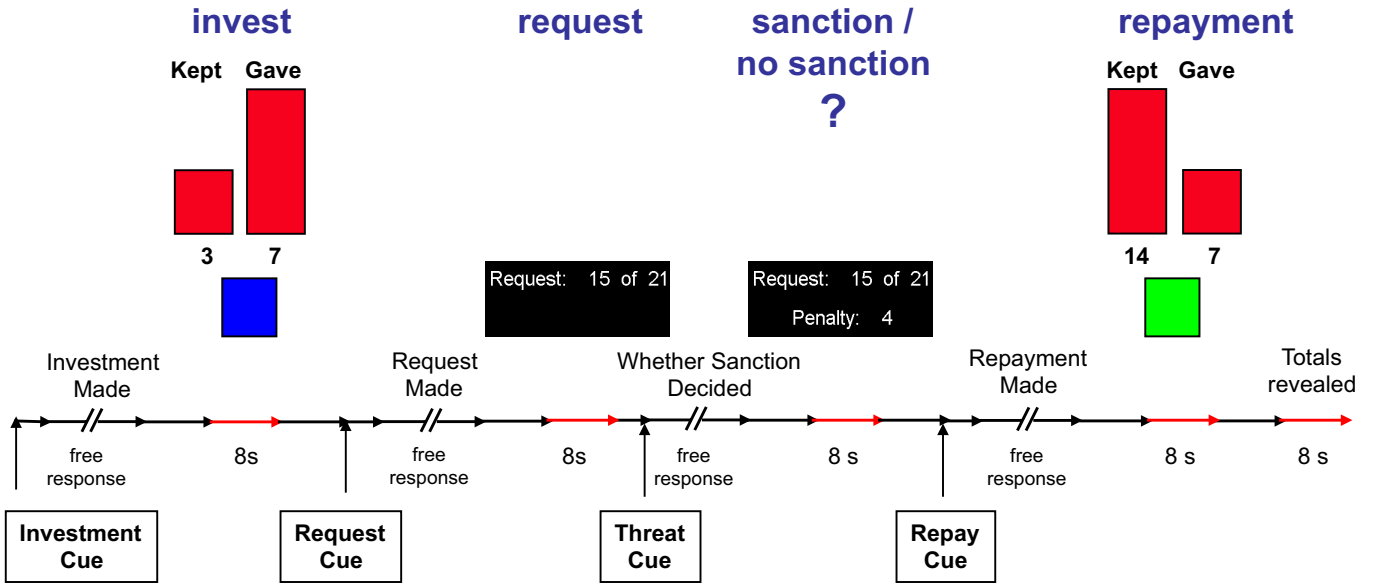 invest
request
sanction /
no sanction
?
repayment
Kept Gave
3 7
Kept Gave
14 7
Request: 15 of 21
Request: 15 of 21
Penalty: 4
Investment
Made
Request
Made
Whether Sanction
Decided
Repayment
Made
Totals
revealed
free
response
8s
free
response
8s
free
response
8 s
free
response
8 s
8 s
Investment
Cue
Request
Cue
Threat
Cue
Repay
Cue